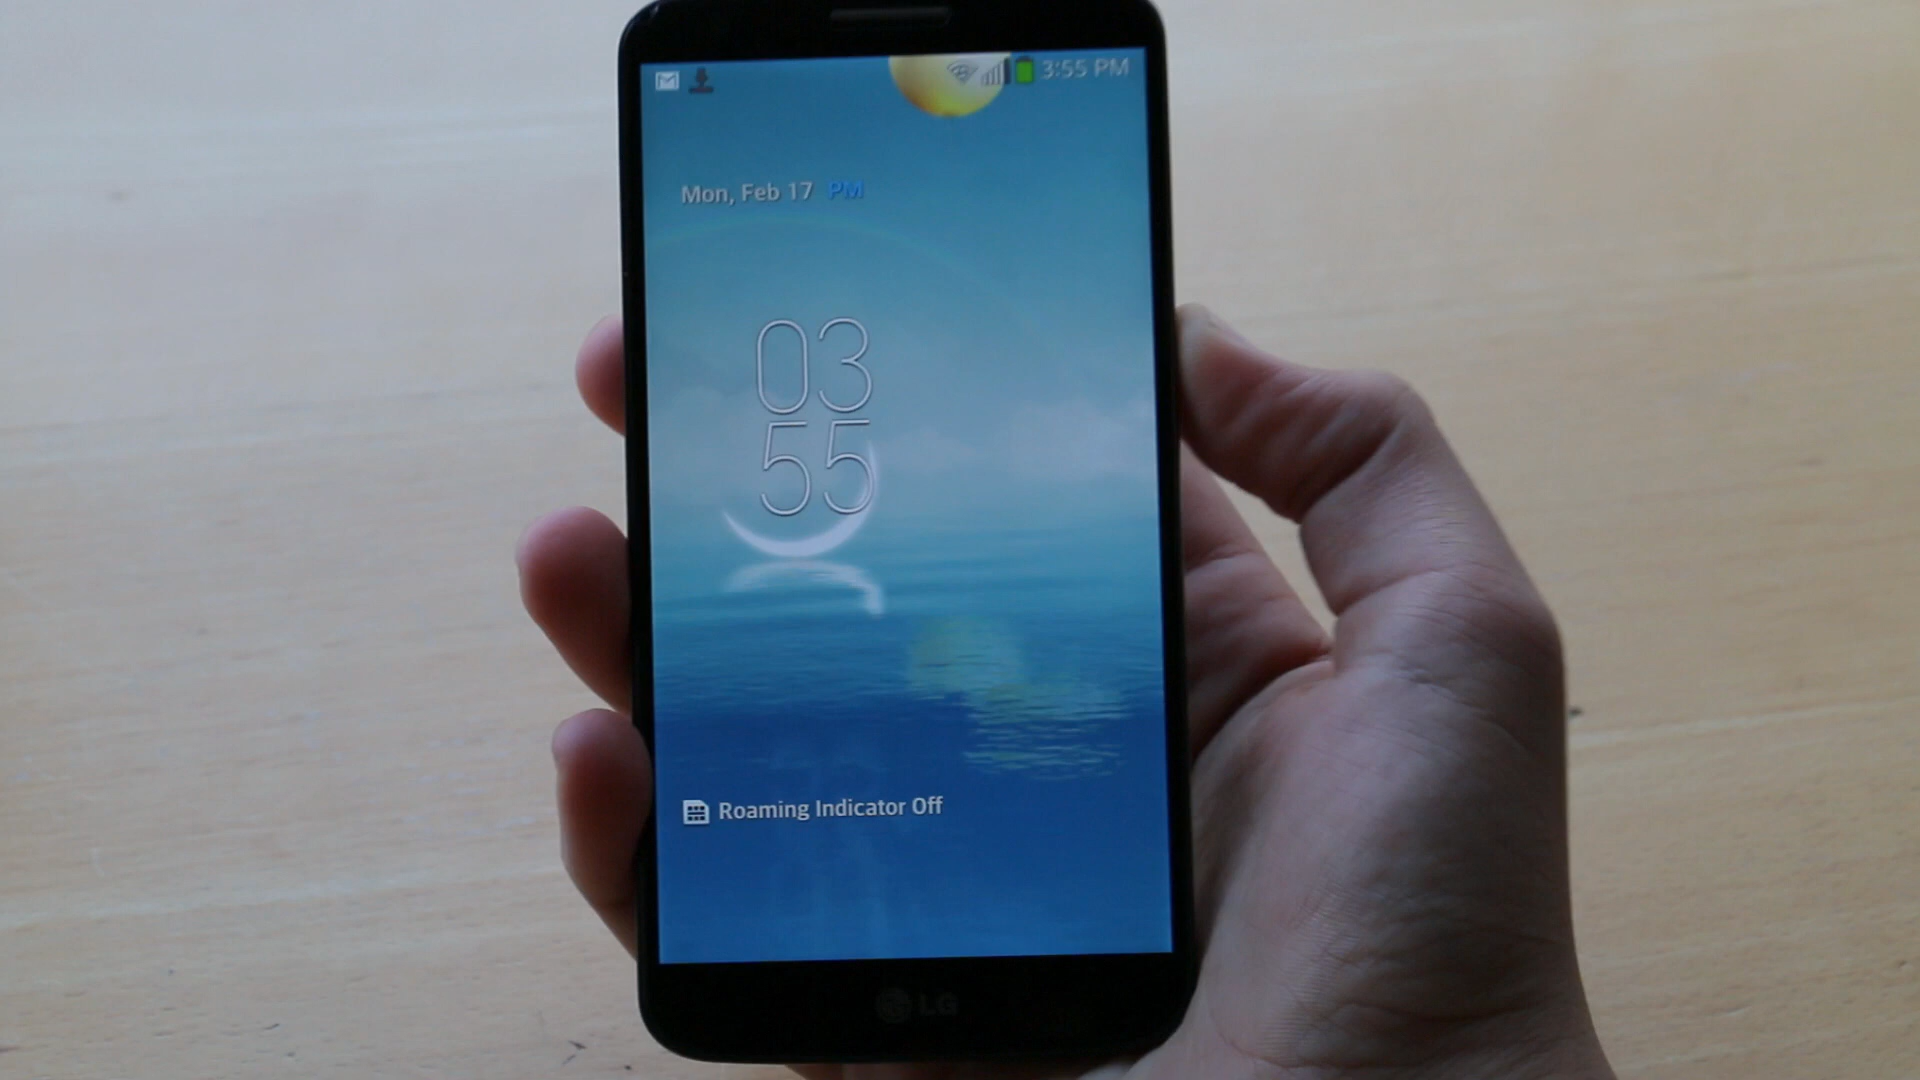 3:55 PM
Mon, Feb 17 PM
03
55
Roaming Indicator Off
LG